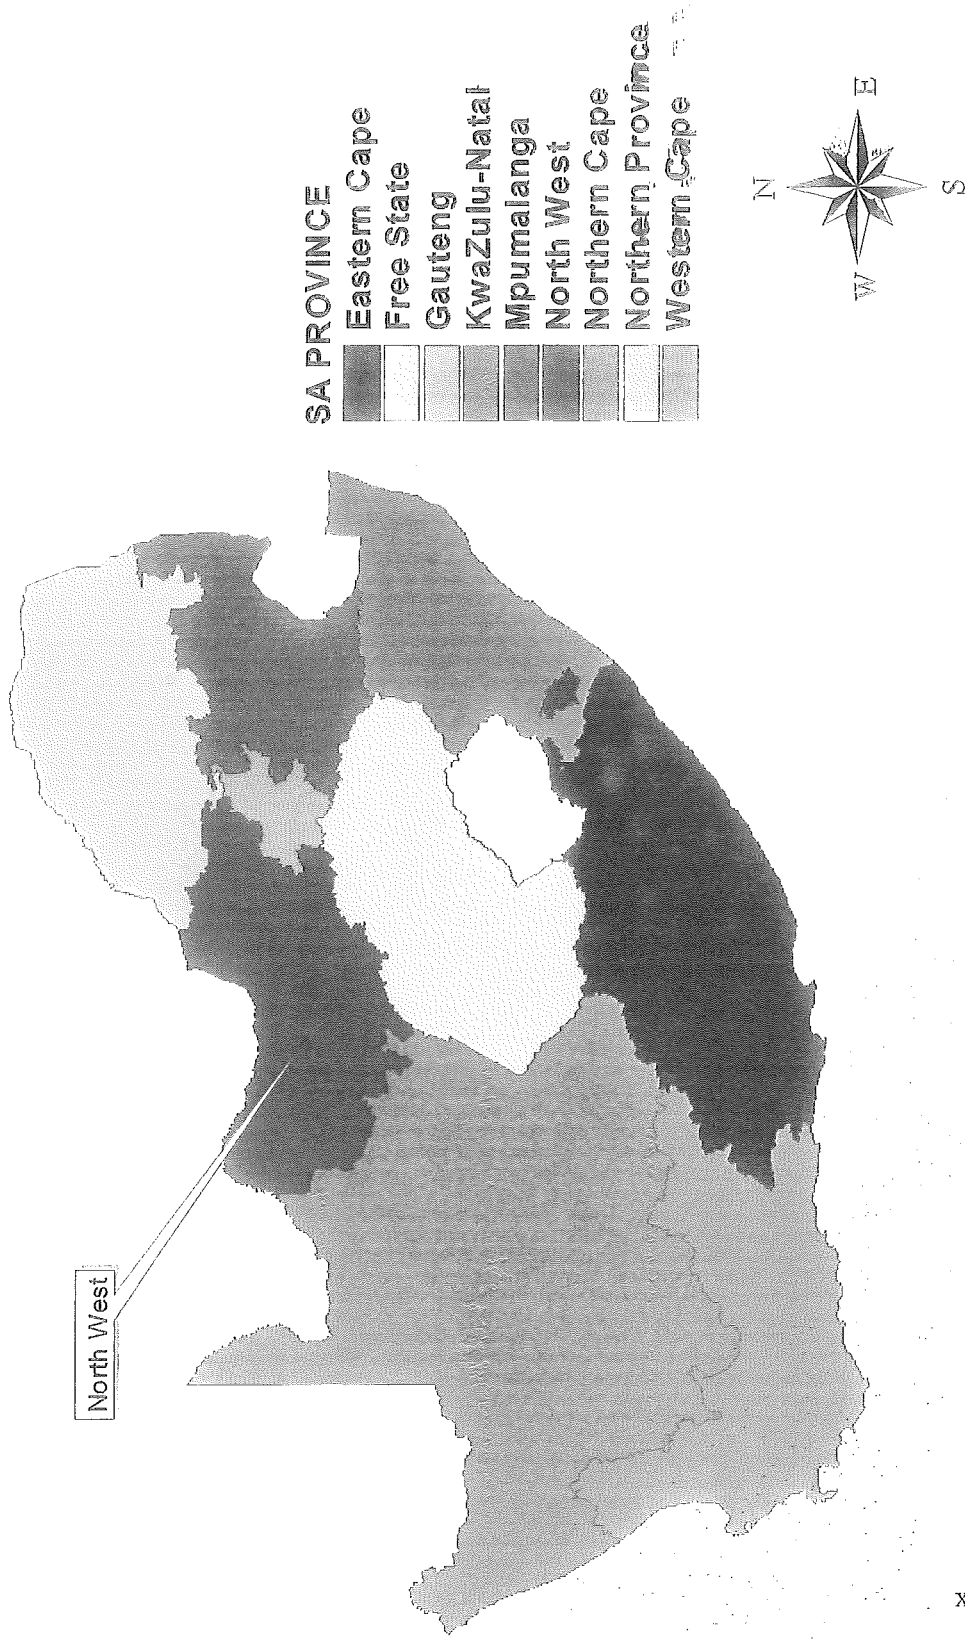 North West
SA PROVINCE
Eastern Cape
Free State
Gauteng
KwaZulu-Natal
Mpumalanga
North West
Northern Cape
Northern Province
Western Cape
N
W
E
S
x